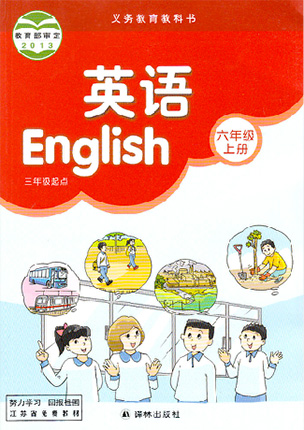 义务教育教科书
教育部审定
2013
英语
English
六年级
上册
三年级起点
努力学习 回报祖国
江苏省免费教材
译林出版社